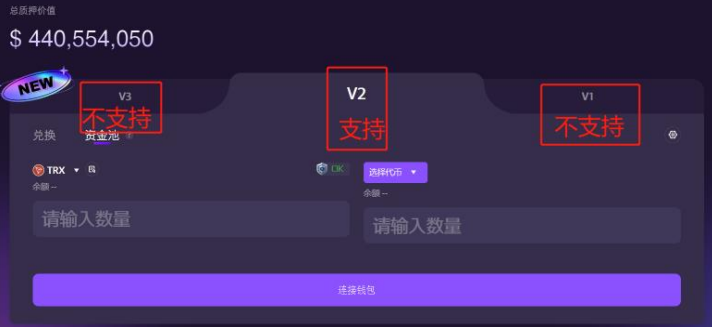 总质押价值
$ 440,554,050
NEW
V3
V2
V1
不支持
支持
不支持
兑换
资金池
TRX
OK
选择代币
余额 --
余额 --
请输入数量
请输入数量
连接钱包